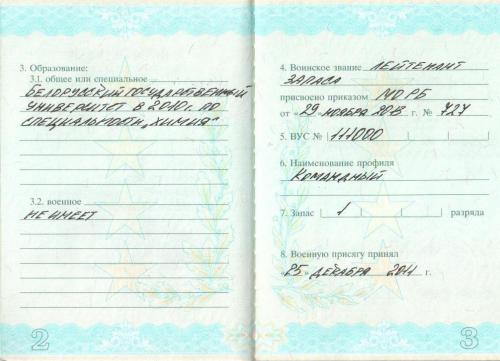 3. Образование:
3.1. общее или специальное
БЕЛОРУССКИЙ ГОСУДАРСТВЕННЫЙ
УНИВЕРСИТЕТ В 2010 г. ПО
СПЕЦИАЛЬНОСТИ „ХИМИЯ“
3.2. военное
НЕ ИМЕЕТ
2
4. Воинское звание ЛЕЙТЕНАНТ
ЗАПАСА
присвоено приказом МО РБ
от «29» НОЯБРЯ 2013 г. № 727
5. ВУС № 111000
6. Наименование профиля
КОМАНДНЫЙ
7. Запас 1 разряда
8. Военную присягу принял
«25» ДЕКАБРЯ 2011 г.
3